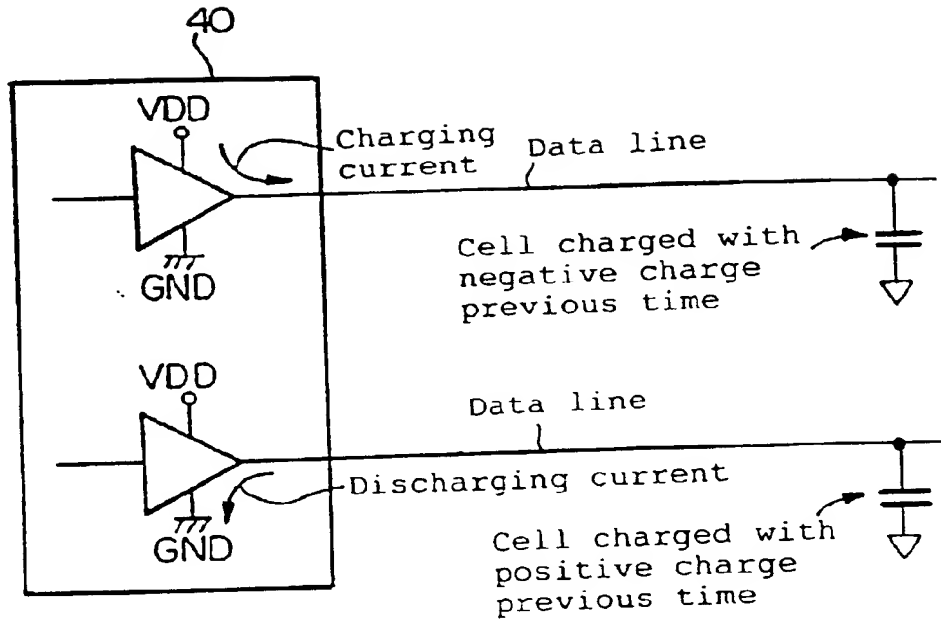 40
VDD
Charging
current
Data line
GND
Cell charged with
negative charge
previous time
VDD
Data line
Discharging current
GND
Cell charged with
positive charge
previous time